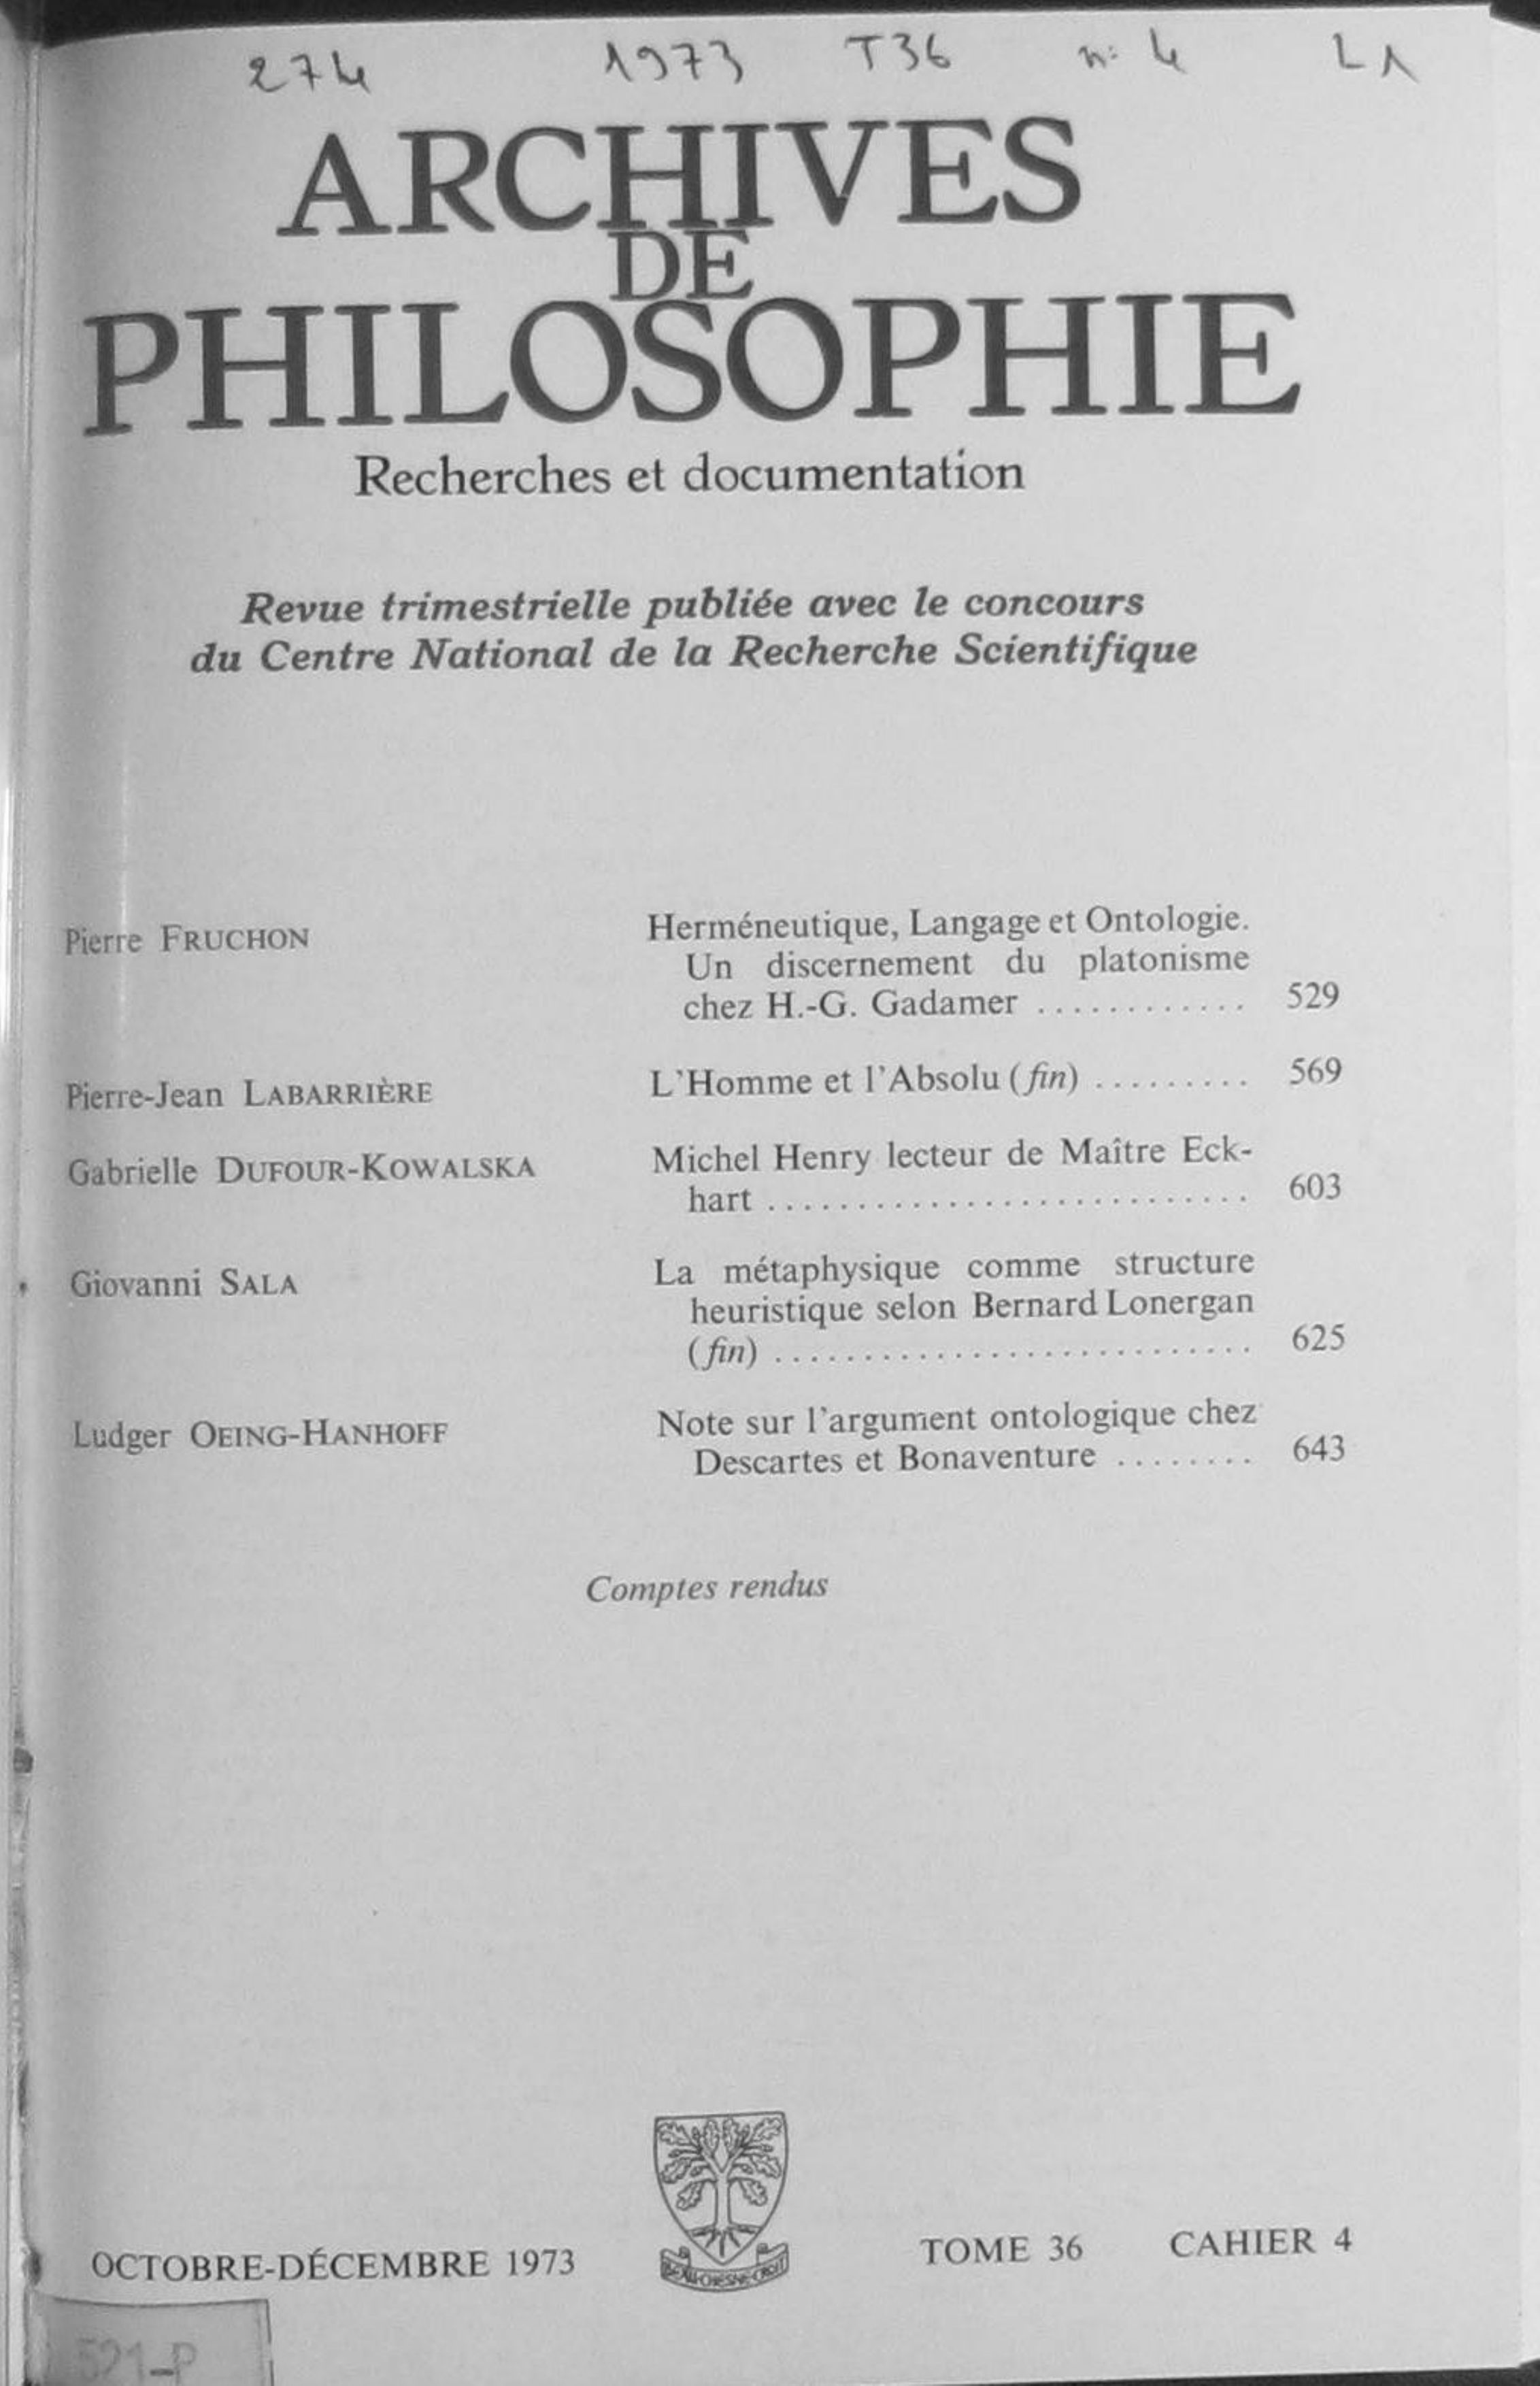 274 1973 T36 n: 4 L1
ARCHIVES
DE
PHILOSOPHIE
Recherches et documentation
Revue trimestrielle publiée avec le concours
du Centre National de la Recherche Scientifique
Pierre FRUCHON Herméneutique, Langage et Ontologie.
Un discernement du platonisme
chez H.-G. Gadamer ............ 529
Pierre-Jean LABARRIÈRE L'Homme et l'Absolu (fin) ......... 569
Gabrielle DUFOUR-KOWALSKA Michel Henry lecteur de Maître Eck-
hart ........................... 603
Giovanni SALA La métaphysique comme structure
heuristique selon Bernard Lonergan
(fin) ........................... 625
Ludger OEING-HANHOFF Note sur l'argument ontologique chez
Descartes et Bonaventure ........ 643
Comptes rendus
BEAUCHESNE-CROIT
OCTOBRE-DÉCEMBRE 1973 TOME 36 CAHIER 4
521-P